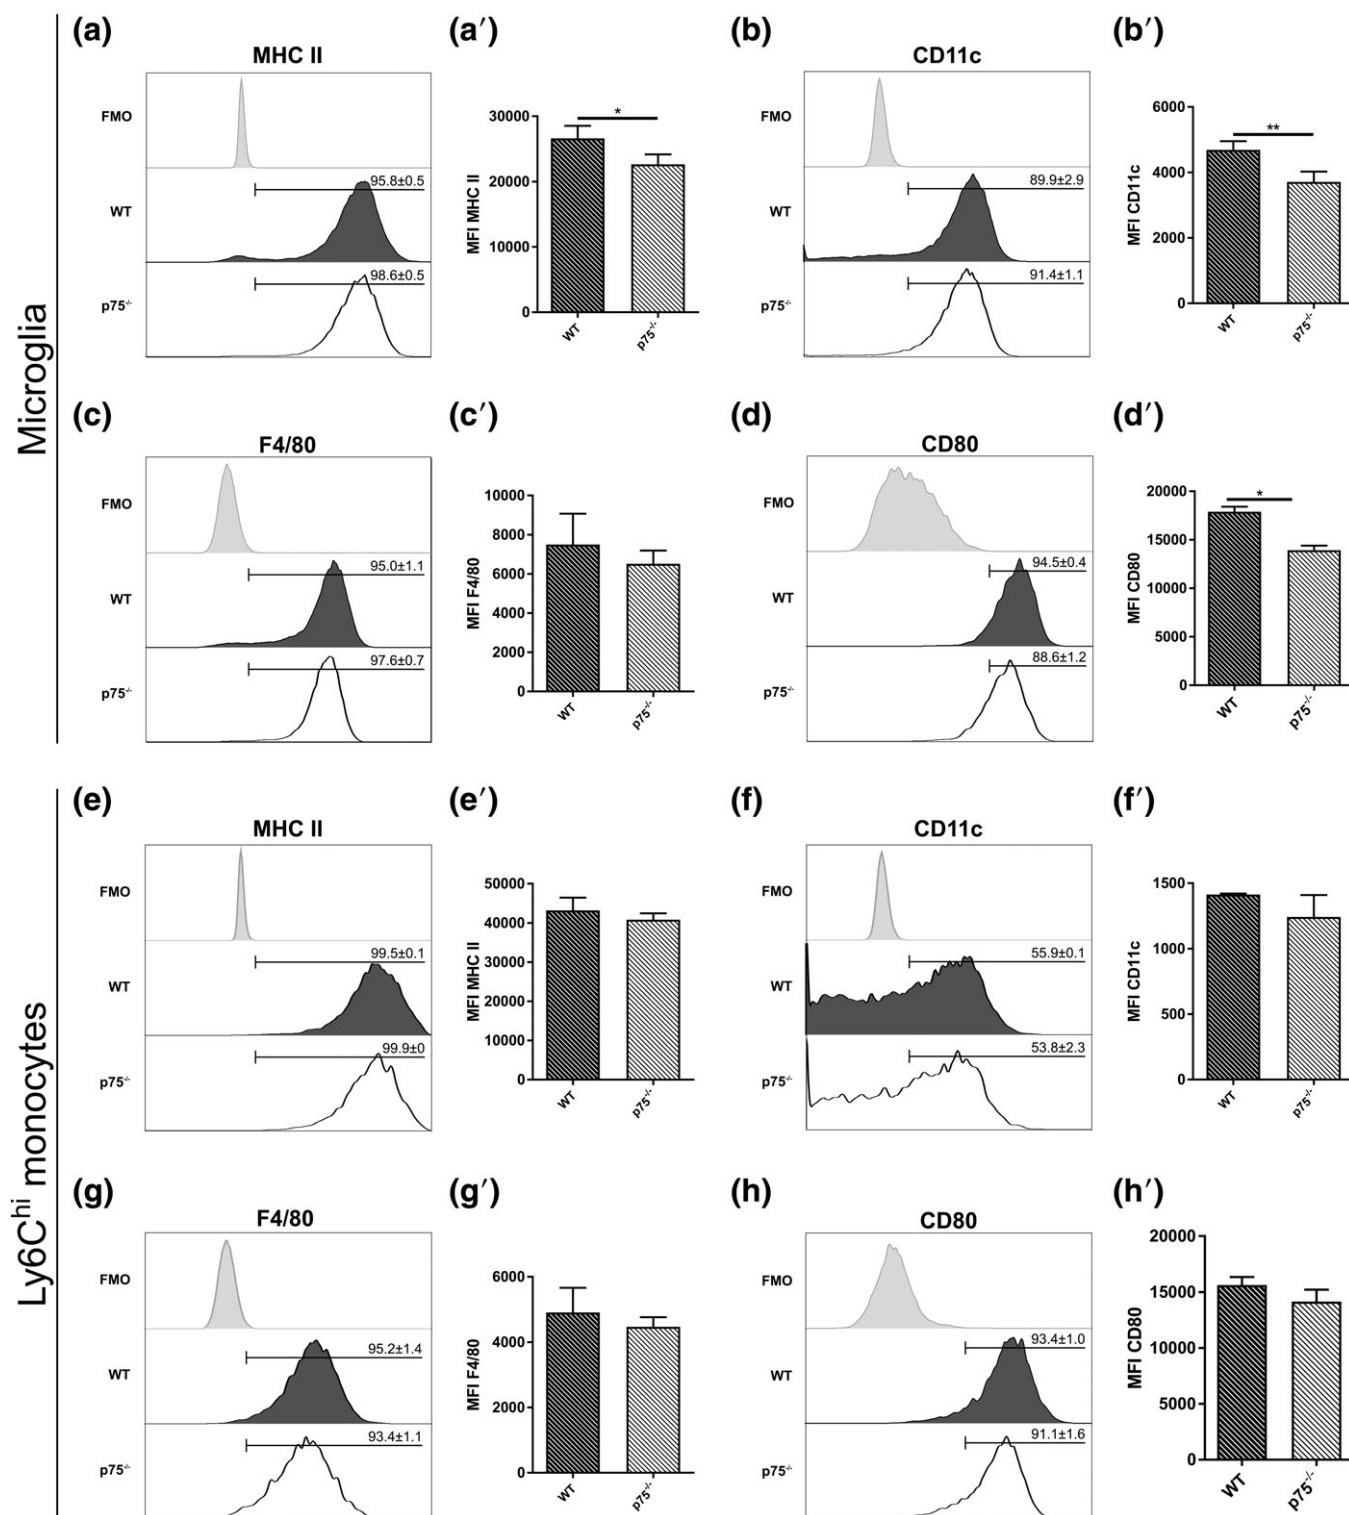 Microglia
(a)
MHC II
FMO
WT
95.8±0.5
p75-/-
98.6±0.5
(a′)
MFI MHC II
30000
20000
10000
0
*
WT
p75-/-
(b)
CD11c
FMO
WT
89.9±2.9
p75-/-
91.4±1.1
(b′)
MFI CD11c
6000
4000
2000
0
**
WT
p75-/-
(c)
F4/80
FMO
WT
95.0±1.1
p75-/-
97.6±0.7
(c′)
MFI F4/80
10000
8000
6000
4000
2000
0
WT
p75-/-
(d)
CD80
FMO
WT
94.5±0.4
p75-/-
88.6±1.2
(d′)
MFI CD80
20000
15000
10000
5000
0
*
WT
p75-/-
Ly6Chi monocytes
(e)
MHC II
FMO
WT
99.5±0.1
p75-/-
99.9±0
(e′)
MFI MHC II
50000
40000
30000
20000
10000
0
WT
p75-/-
(f)
CD11c
FMO
WT
55.9±0.1
p75-/-
53.8±2.3
(f′)
MFI CD11c
1500
1000
500
0
WT
p75-/-
(g)
F4/80
FMO
WT
95.2±1.4
p75-/-
93.4±1.1
(g′)
MFI F4/80
6000
4000
2000
0
WT
p75-/-
(h)
CD80
FMO
WT
93.4±1.0
p75-/-
91.1±1.6
(h′)
MFI CD80
20000
15000
10000
5000
0
WT
p75-/-